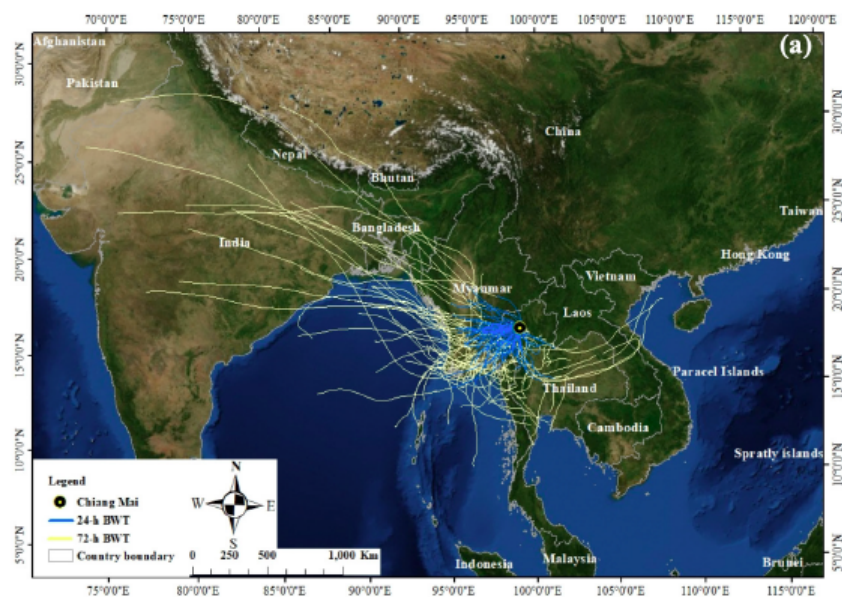 70°0'0"E 75°0'0"E 80°0'0"E 85°0'0"E 90°0'0"E 95°0'0"E 100°0'0"E 105°0'0"E 110°0'0"E 115°0'0"E 120°0'0"E
(a)
Afghanistan
Pakistan
China
Nepal
Bhutan
Taiwan
Bangladesh
India
Hong Kong
Vietnam
Myanmar
Laos
Paracel Islands
Thailand
Cambodia
Spratly islands
Legend
Chiang Mai
24-h BWT
72-h BWT
Country boundary
N
W E
S
0 250 500 1,000 Km
Indonesia
Malaysia
Brunei
30°0'0"N
25°0'0"N
20°0'0"N
15°0'0"N
10°0'0"N
5°0'0"N
30°0'0"N
25°0'0"N
20°0'0"N
15°0'0"N
10°0'0"N
5°0'0"N
75°0'0"E 80°0'0"E 85°0'0"E 90°0'0"E 95°0'0"E 100°0'0"E 105°0'0"E 110°0'0"E 115°0'0"E